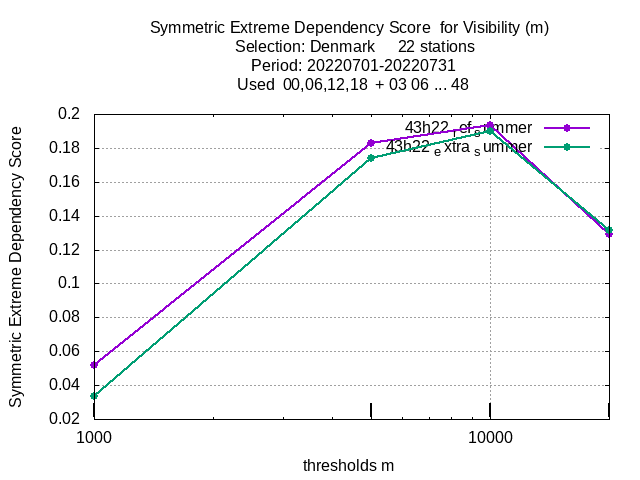 Symmetric Extreme Dependency Score  for Visibility (m)
Selection: Denmark     22 stations
Period: 20220701-20220731
Used  00,06,12,18  + 03 06 ... 48
Symmetric Extreme Dependency Score
0.2
0.18
0.16
0.14
0.12
0.1
0.08
0.06
0.04
0.02
43h22refsummer
43h22extrasummer
1000
10000
thresholds m